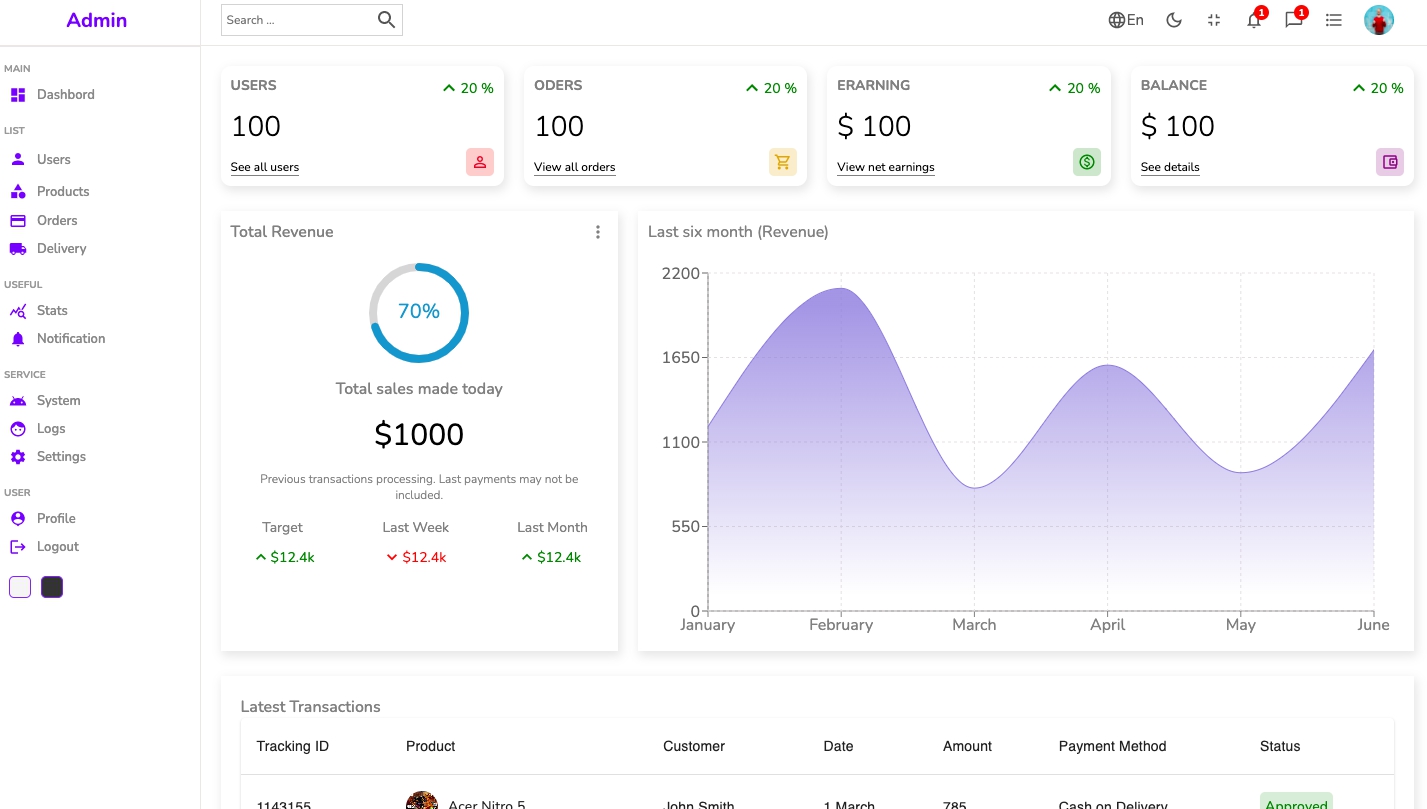 Admin
Search ...
En
1
1
MAIN
Dashbord
LIST
Users
Products
Orders
Delivery
USEFUL
Stats
Notification
SERVICE
System
Logs
Settings
USER
Profile
Logout
USERS
20 %
100
See all users
ODERS
20 %
100
View all orders
ERARNING
20 %
$ 100
View net earnings
BALANCE
20 %
$ 100
See details
Total Revenue
70%
Total sales made today
$1000
Previous transactions processing. Last payments may not be
included.
Target Last Week Last Month
$12.4k $12.4k $12.4k
Last six month (Revenue)
2200
1650
1100
550
0
January February March April May June
Latest Transactions
Tracking ID Product Customer Date Amount Payment Method Status
1143155 Acer Nitro 5 John Smith 1 March 785 Cash on Delivery Approved